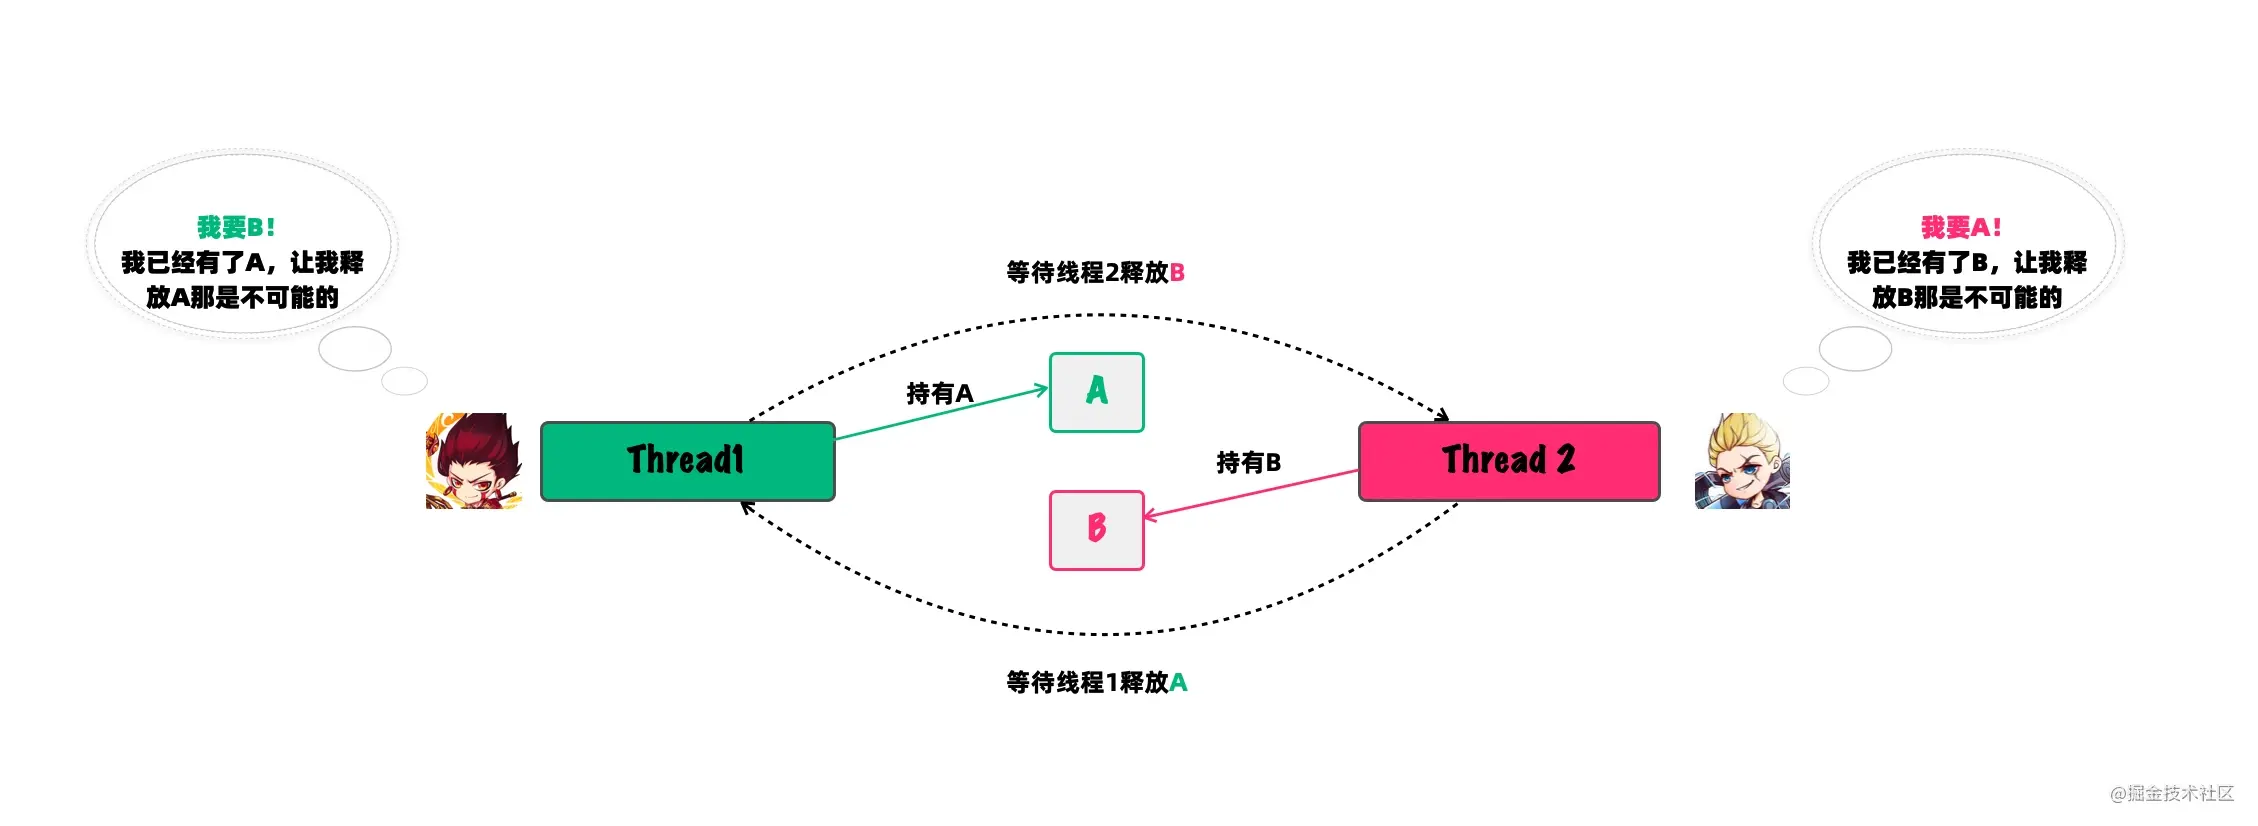 我要B!
我已经有了A，让我释
放A那是不可能的
我要A!
我已经有了B，让我释
放B那是不可能的
等待线程2释放B
持有A
A
Thread1
持有B
Thread 2
B
等待线程1释放A
@掘金技术社区